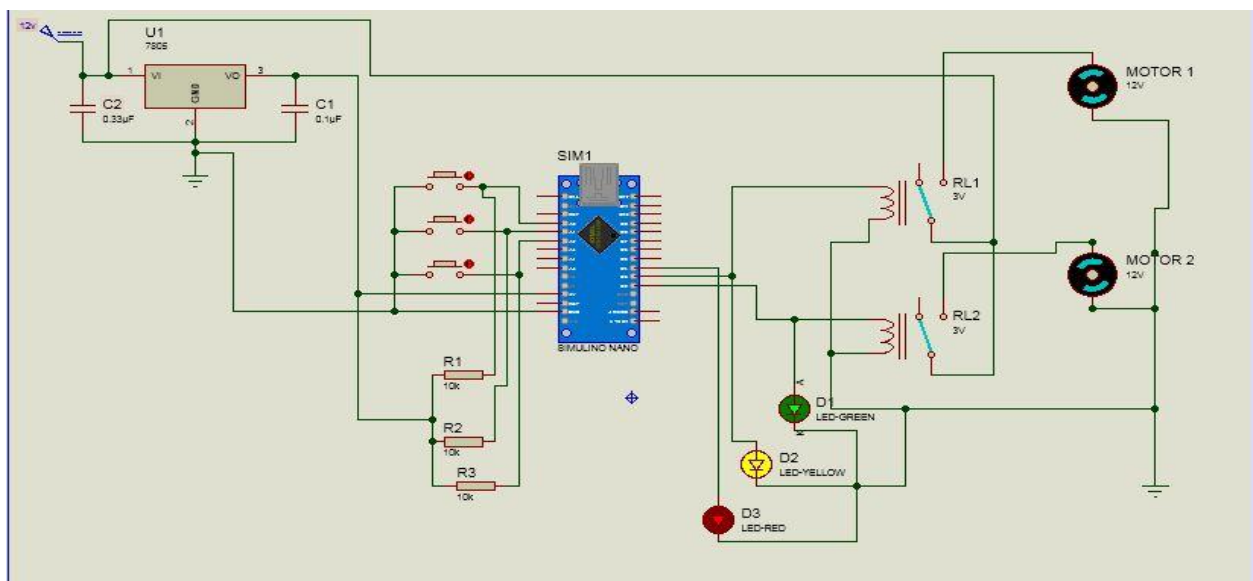 12v
U1
7805
1
VI
VO
3
GND
2
C2
0.33µF
C1
0.1µF
SIM1
SIMULINO NANO
R1
10k
R2
10k
R3
10k
RL1
3V
RL2
3V
MOTOR 1
12V
MOTOR 2
12V
A
D1
LED-GREEN
K
D2
LED-YELLOW
D3
LED-RED